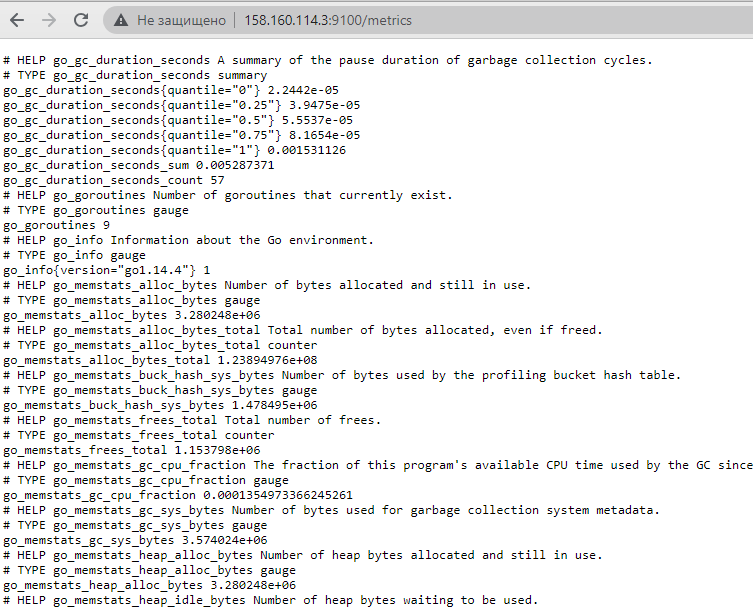 Не защищено 158.160.114.3:9100/metrics
# HELP go_gc_duration_seconds A summary of the pause duration of garbage collection cycles.
# TYPE go_gc_duration_seconds summary
go_gc_duration_seconds{quantile="0"} 2.2442e-05
go_gc_duration_seconds{quantile="0.25"} 3.9475e-05
go_gc_duration_seconds{quantile="0.5"} 5.5537e-05
go_gc_duration_seconds{quantile="0.75"} 8.1654e-05
go_gc_duration_seconds{quantile="1"} 0.001531126
go_gc_duration_seconds_sum 0.005287371
go_gc_duration_seconds_count 57
# HELP go_goroutines Number of goroutines that currently exist.
# TYPE go_goroutines gauge
go_goroutines 9
# HELP go_info Information about the Go environment.
# TYPE go_info gauge
go_info{version="go1.14.4"} 1
# HELP go_memstats_alloc_bytes Number of bytes allocated and still in use.
# TYPE go_memstats_alloc_bytes gauge
go_memstats_alloc_bytes 3.280248e+06
# HELP go_memstats_alloc_bytes_total Total number of bytes allocated, even if freed.
# TYPE go_memstats_alloc_bytes_total counter
go_memstats_alloc_bytes_total 1.23894976e+08
# HELP go_memstats_buck_hash_sys_bytes Number of bytes used by the profiling bucket hash table.
# TYPE go_memstats_buck_hash_sys_bytes gauge
go_memstats_buck_hash_sys_bytes 1.478495e+06
# HELP go_memstats_frees_total Total number of frees.
# TYPE go_memstats_frees_total counter
go_memstats_frees_total 1.153798e+06
# HELP go_memstats_gc_cpu_fraction The fraction of this program's available CPU time used by the GC since
# TYPE go_memstats_gc_cpu_fraction gauge
go_memstats_gc_cpu_fraction 0.0001354973366245261
# HELP go_memstats_gc_sys_bytes Number of bytes used for garbage collection system metadata.
# TYPE go_memstats_gc_sys_bytes gauge
go_memstats_gc_sys_bytes 3.574024e+06
# HELP go_memstats_heap_alloc_bytes Number of heap bytes allocated and still in use.
# TYPE go_memstats_heap_alloc_bytes gauge
go_memstats_heap_alloc_bytes 3.280248e+06
# HELP go_memstats_heap_idle_bytes Number of heap bytes waiting to be used.